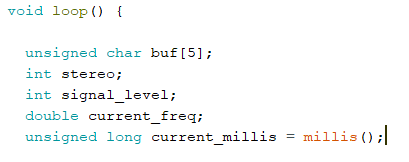 void loop() {
unsigned char buf[5];
int stereo;
int signal_level;
double current_freq;
unsigned long current_millis = millis();